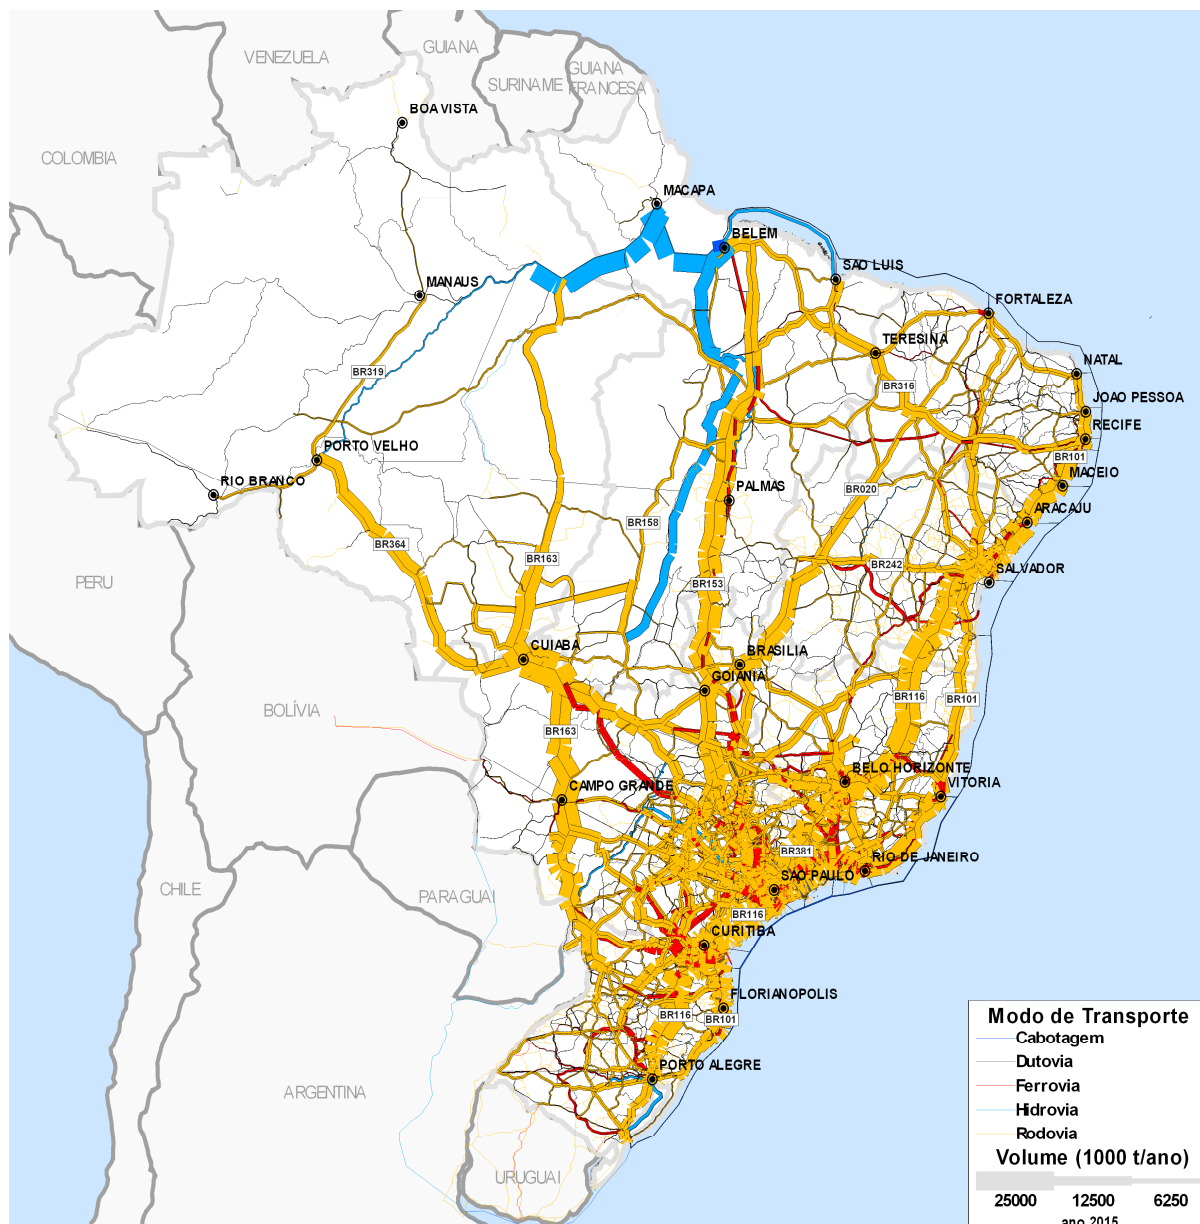 GUIANA
VENEZUELA
GUIANA
FRANCESA
SURINAME
BOA VISTA
COLOMBIA
MACAPA
BELEM
SAO LUIS
MANAUS
FORTALEZA
TERESINA
NATAL
BR319
BR316
JOAO PESSOA
RECIFE
PORTO VELHO
BR101
MACEIO
RIO BRANCO
PALMAS
BR020
ARACAJU
BR158
BR364
BR163
BR242
SALVADOR
PERU
BR153
CUIABA
BRASILIA
GOIANIA
BR116
BR101
BOLÍVIA
BR163
BELO HORIZONTE
CAMPO GRANDE
VITORIA
BR381
RIO DE JANEIRO
SAO PAULO
CHILE
PARAGUAI
BR116
CURITIBA
FLORIANOPOLIS
BR116
BR101
PORTO ALEGRE
ARGENTINA
URUGUAI
Modo de Transporte
Cabotagem
Dutovia
Ferrovia
Hidrovia
Rodovia
Volume (1000 t/ano)
25000 12500 6250
ano 2015